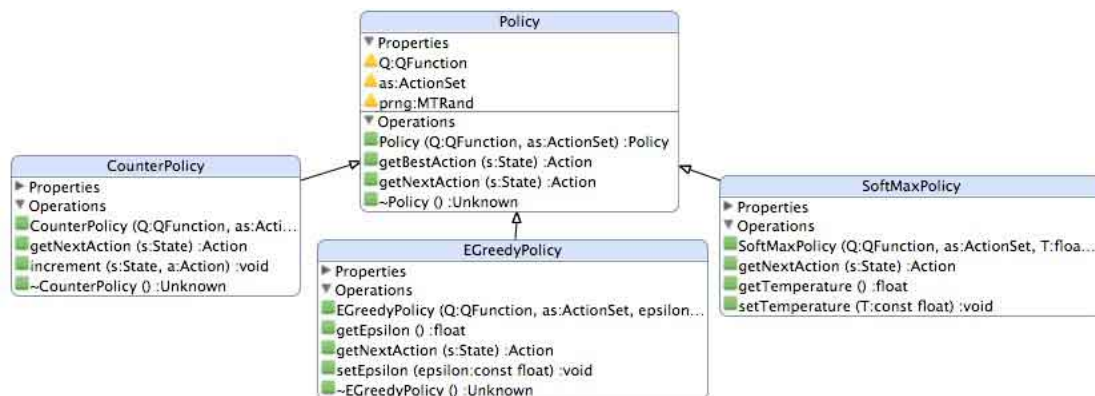 Policy
Properties
Q:QFunction
as:ActionSet
prng:MTRand
Operations
Policy (Q:QFunction, as:ActionSet) :Policy
getBestAction (s:State) :Action
getNextAction (s:State) :Action
~Policy () :Unknown
CounterPolicy
Properties
Operations
CounterPolicy (Q:QFunction, as:Acti...
getNextAction (s:State) :Action
increment (s:State, a:Action) :void
~CounterPolicy () :Unknown
EGreedyPolicy
Properties
Operations
EGreedyPolicy (Q:QFunction, as:ActionSet, epsilon...
getEpsilon () :float
getNextAction (s:State) :Action
setEpsilon (epsilon:const float) :void
~EGreedyPolicy () :Unknown
SoftMaxPolicy
Properties
Operations
SoftMaxPolicy (Q:QFunction, as:ActionSet, T:floa...
getNextAction (s:State) :Action
getTemperature () :float
setTemperature (T:const float) :void